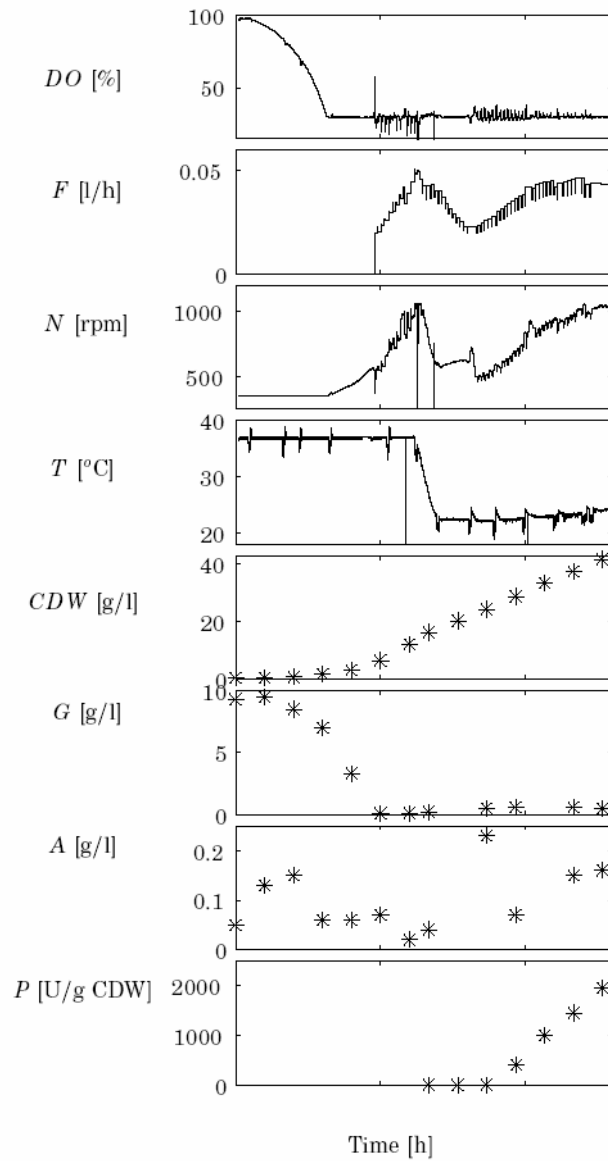 100
DO [%]
50
0.05
F [l/h]
0
1000
N [rpm]
500
40
T [°C]
30
20
40
CDW [g/l]
20
0
10
G [g/l]
5
0
0.2
A [g/l]
0.1
0
2000
P [U/g CDW]
1000
0
Time [h]